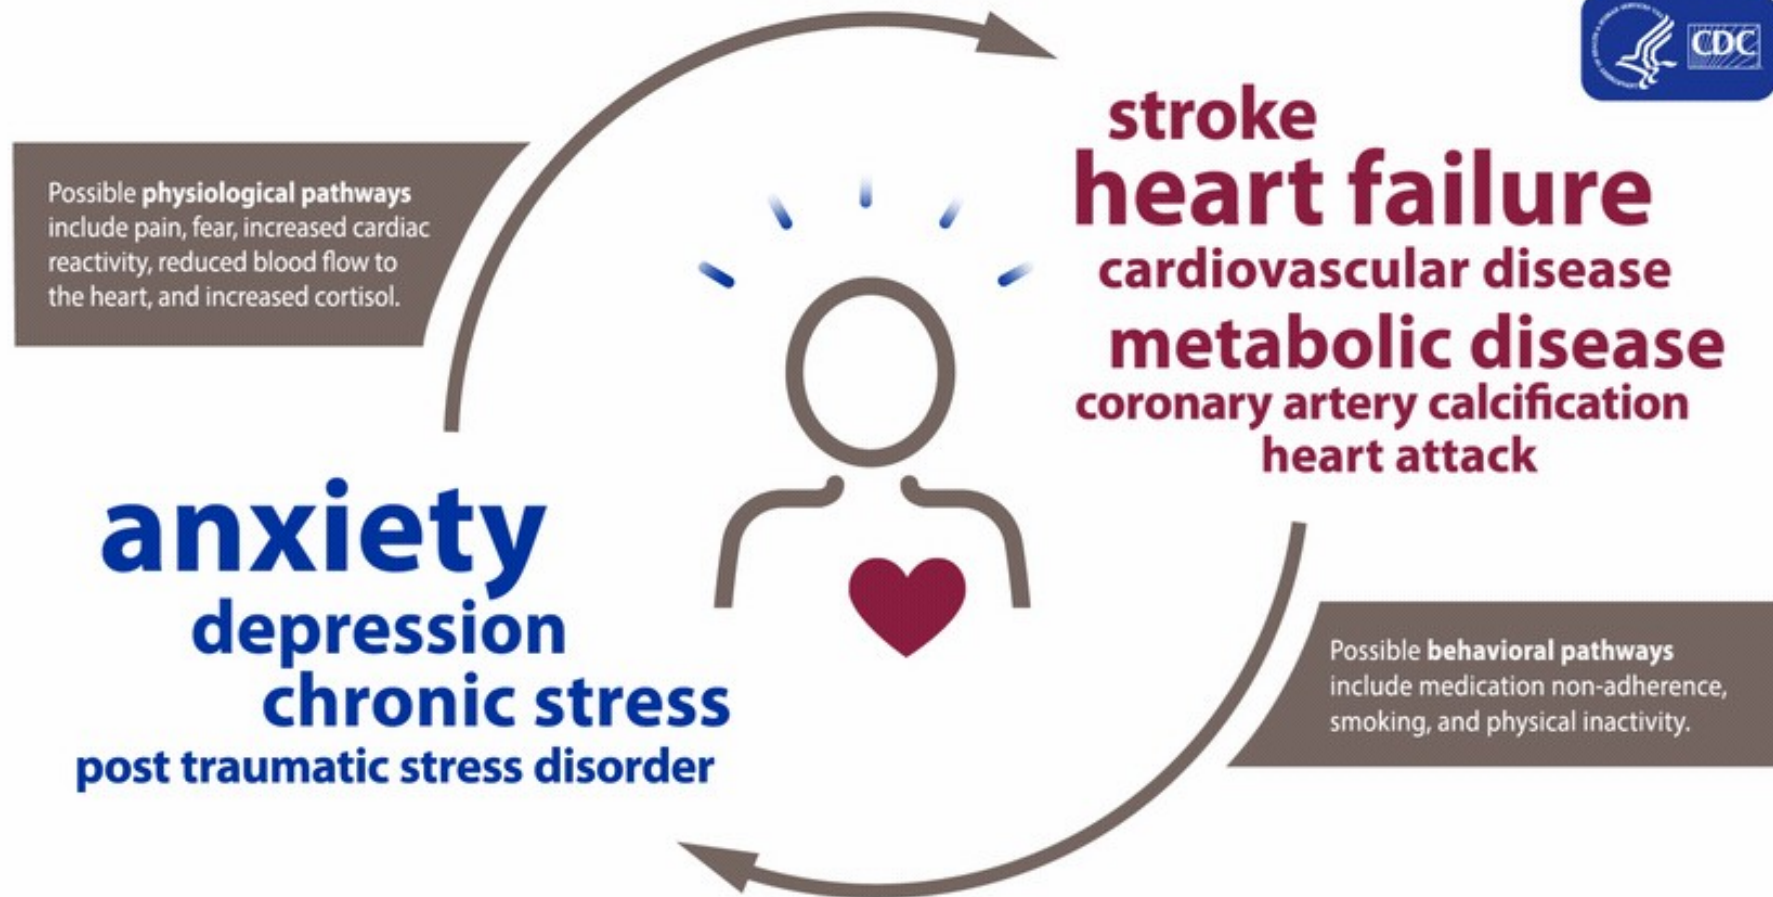 CDC
stroke
heart failure
cardiovascular disease
metabolic disease
coronary artery calcification
heart attack
Possible physiological pathways
include pain, fear, increased cardiac
reactivity, reduced blood flow to
the heart, and increased cortisol.
anxiety
depression
chronic stress
post traumatic stress disorder
Possible behavioral pathways
include medication non-adherence,
smoking, and physical inactivity.